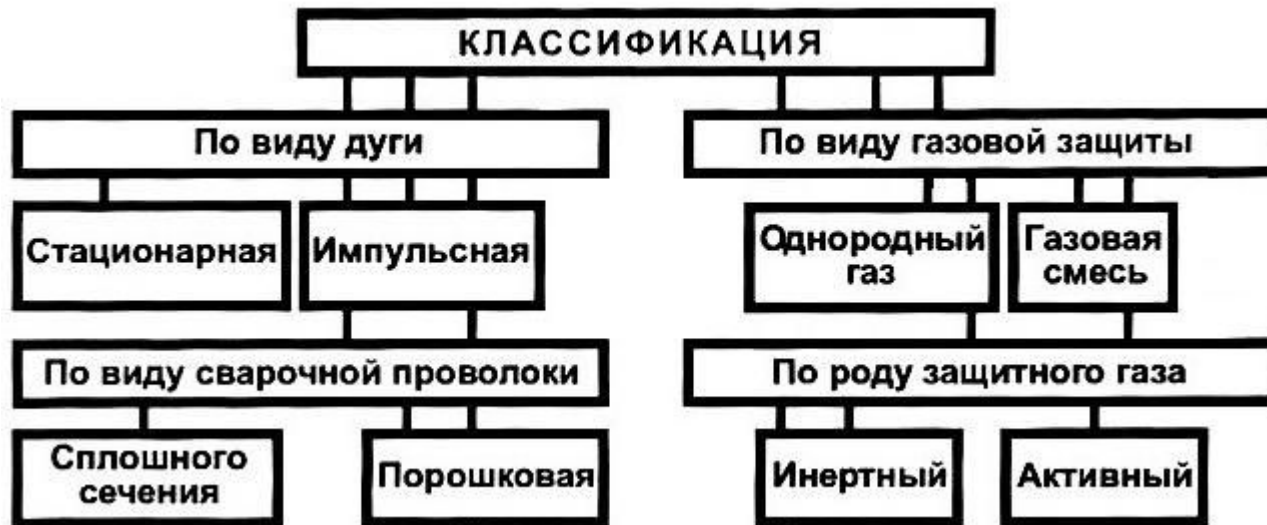 КЛАССИФИКАЦИЯ
По виду дуги
По виду газовой защиты
Стационарная
Импульсная
Однородный
газ
Газовая
смесь
По виду сварочной проволоки
По роду защитного газа
Сплошного
сечения
Порошковая
Инертный
Активный